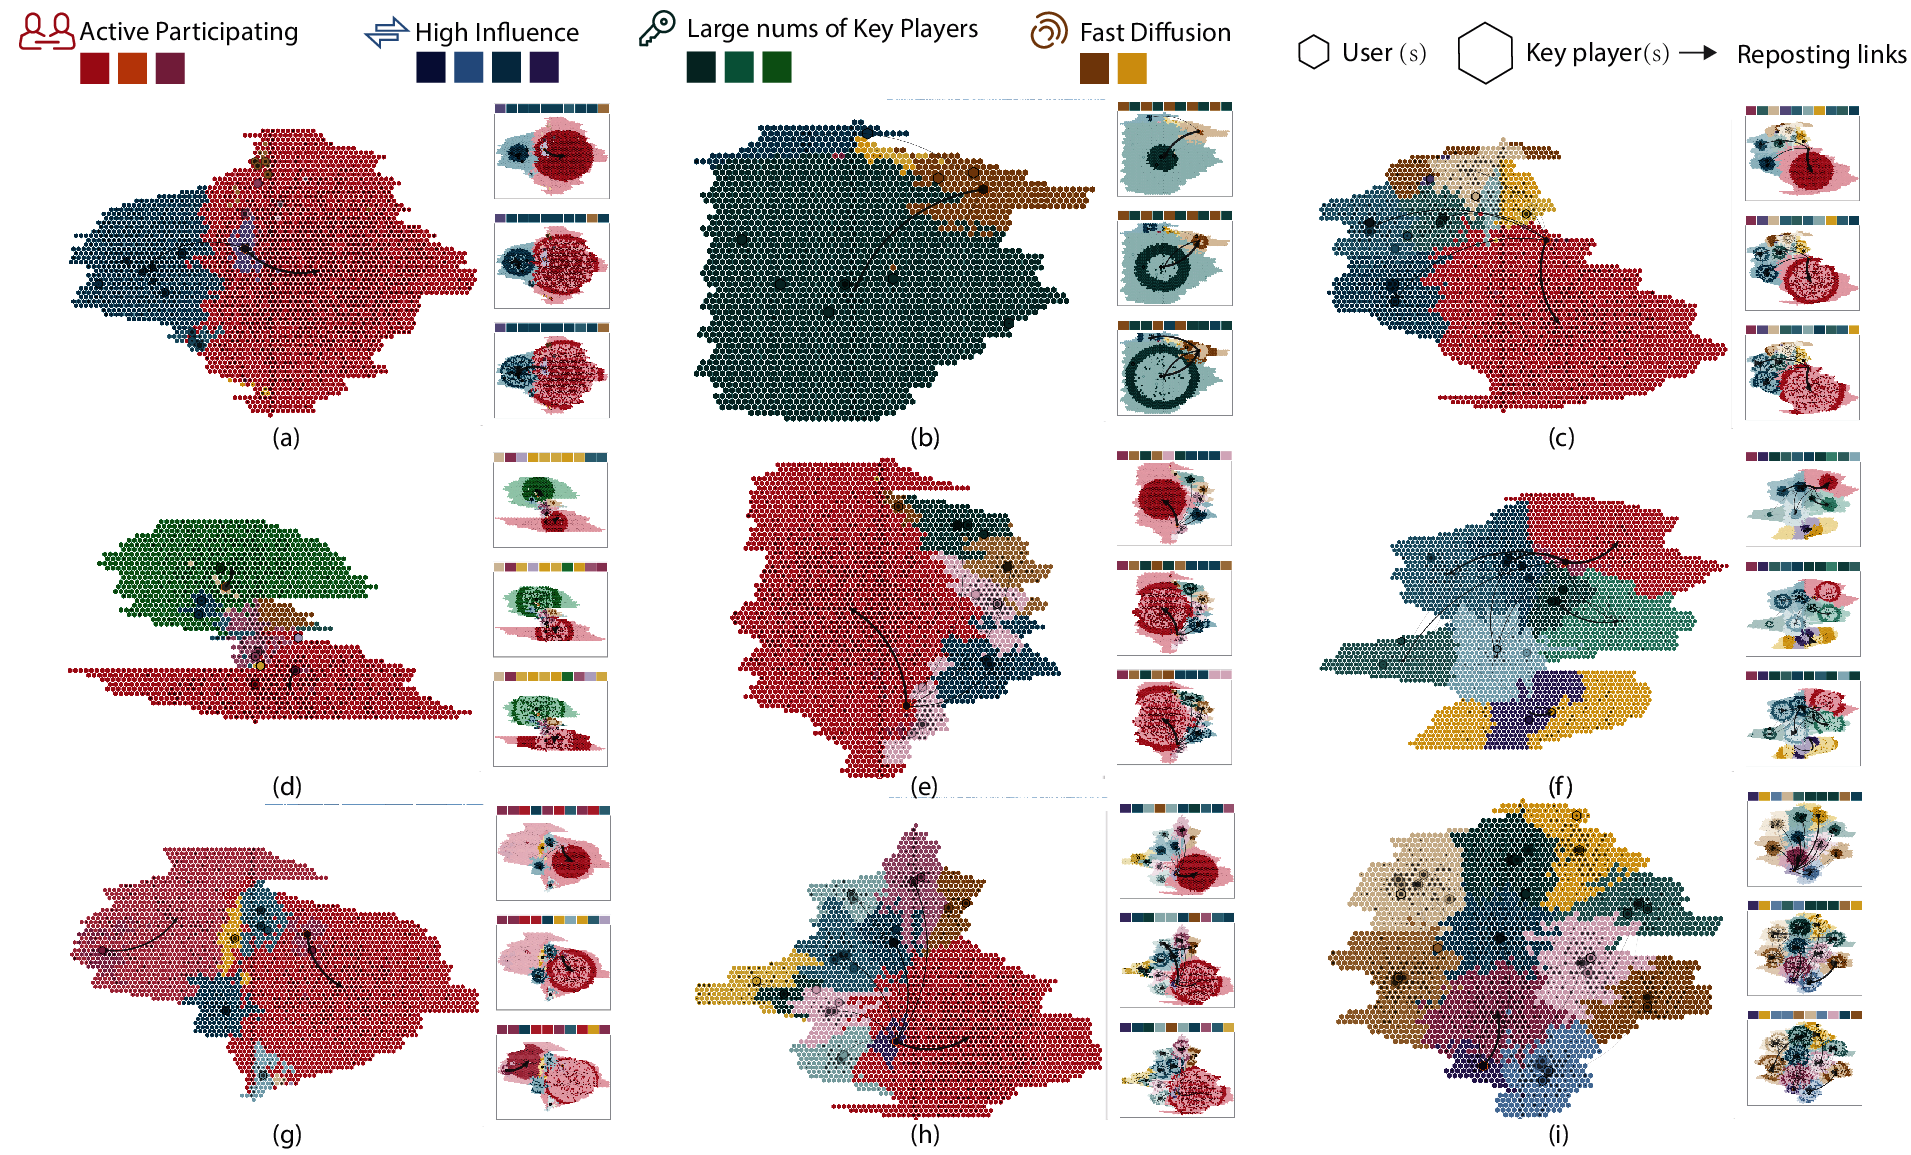 Active Participating
High Influence
Large nums of Key Players
Fast Diffusion
User (s)
Key player(s)
Reposting links
(a)
(b)
(c)
(d)
(e)
(f)
(g)
(h)
(i)